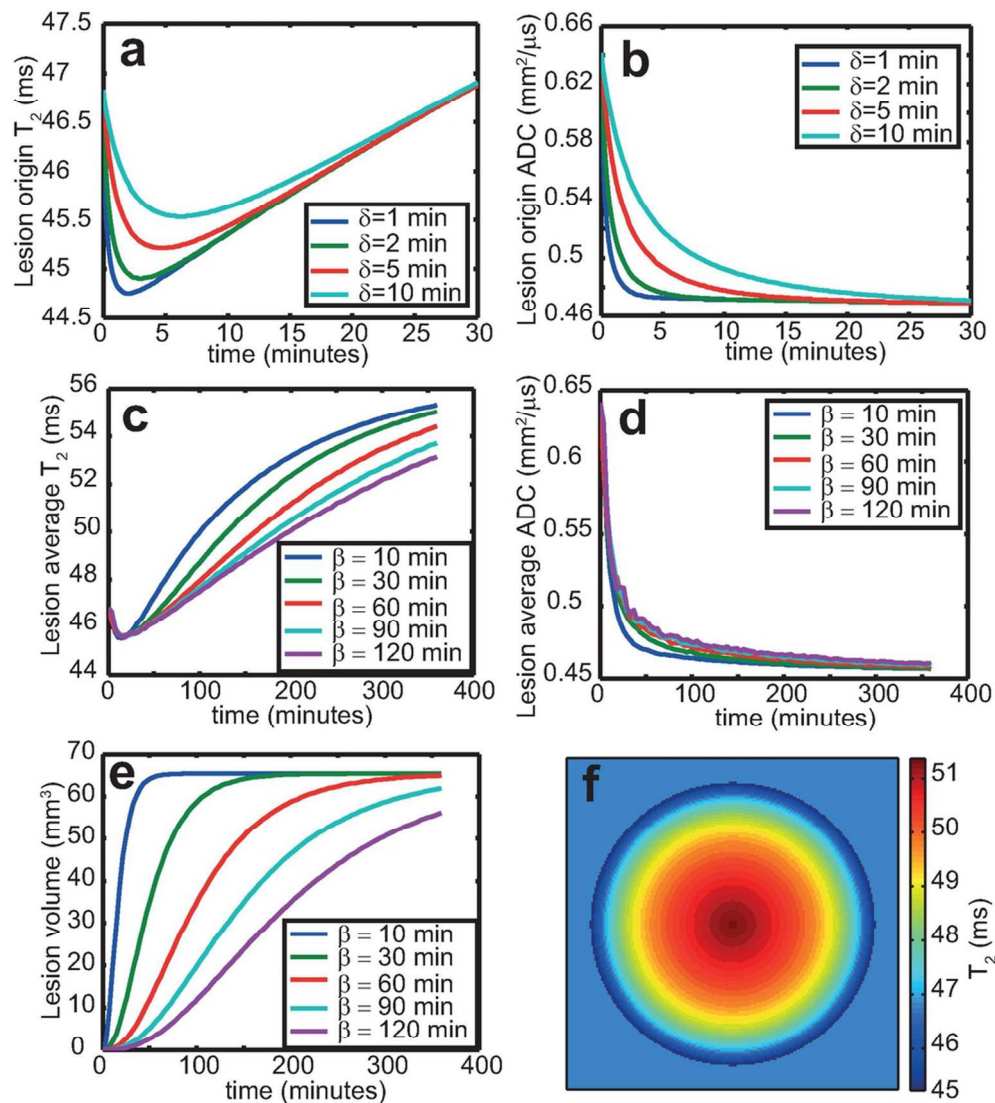 a
47.5
47
46.5
46
45.5
45
44.5
Lesion origin T2 (ms)
δ=1 min
δ=2 min
δ=5 min
δ=10 min
0 5 10 15 20 25 30
time (minutes)
b
0.66
0.62
0.58
0.54
0.5
0.46
Lesion origin ADC (mm²/μs)
δ=1 min
δ=2 min
δ=5 min
δ=10 min
0 5 10 15 20 25 30
time (minutes)
c
56
54
52
50
48
46
44
Lesion average T2 (ms)
β = 10 min
β = 30 min
β = 60 min
β = 90 min
β = 120 min
0 100 200 300 400
time (minutes)
d
0.65
0.6
0.55
0.5
0.45
Lesion average ADC (mm²/μs)
β = 10 min
β = 30 min
β = 60 min
β = 90 min
β = 120 min
0 100 200 300 400
time (minutes)
e
70
60
50
40
30
20
10
0
Lesion volume (mm³)
β = 10 min
β = 30 min
β = 60 min
β = 90 min
β = 120 min
0 100 200 300 400
time (minutes)
f
51
50
49
48
47
46
45
T2 (ms)